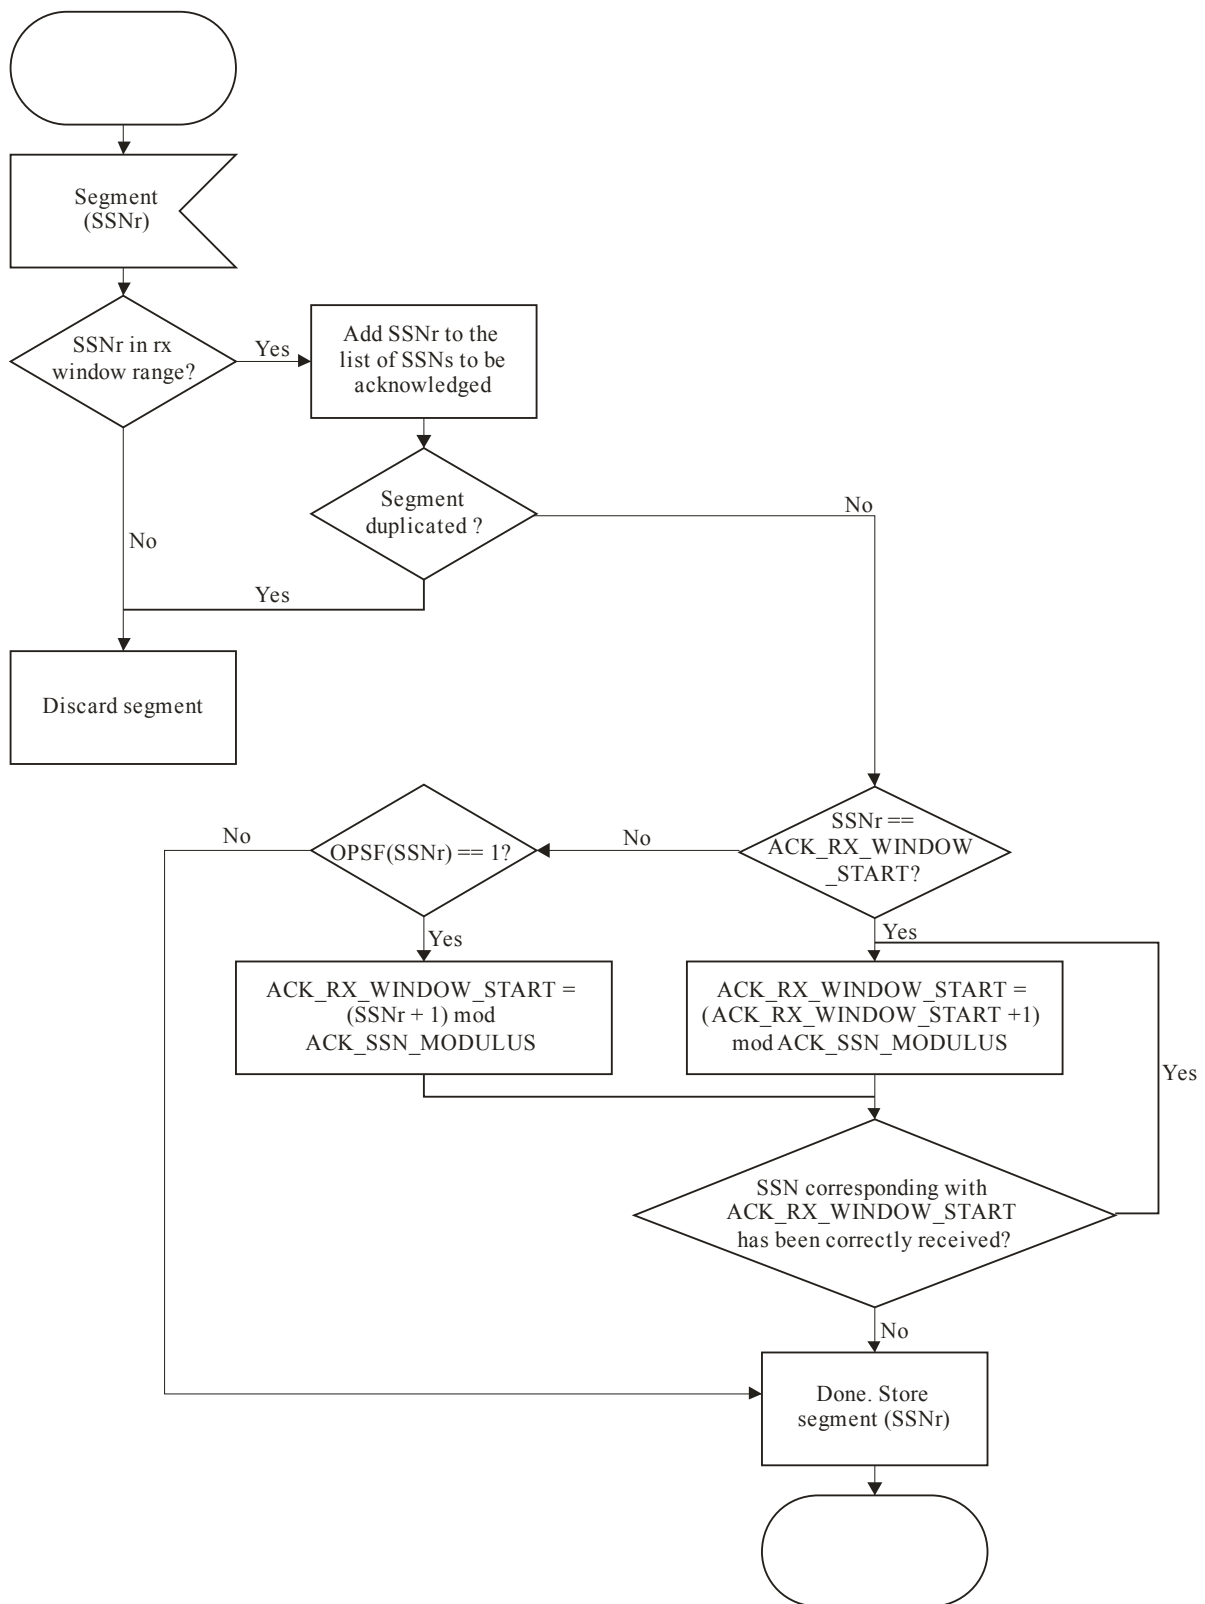 Segment
(SSNr)
SSNr in rx
window range?
Yes
Add SSNr to the
list of SSNs to be
acknowledged
Segment
duplicated ?
No
No
Yes
Discard segment
SSNr ==
ACK_RX_WINDOW
_START?
No
OPSF(SSNr) == 1?
No
Yes
Yes
ACK_RX_WINDOW_START =
(SSNr + 1) mod
ACK_SSN_MODULUS
ACK_RX_WINDOW_START =
(ACK_RX_WINDOW_START +1)
mod ACK_SSN_MODULUS
Yes
SSN corresponding with
ACK_RX_WINDOW_START
has been correctly received?
No
Done. Store
segment (SSNr)